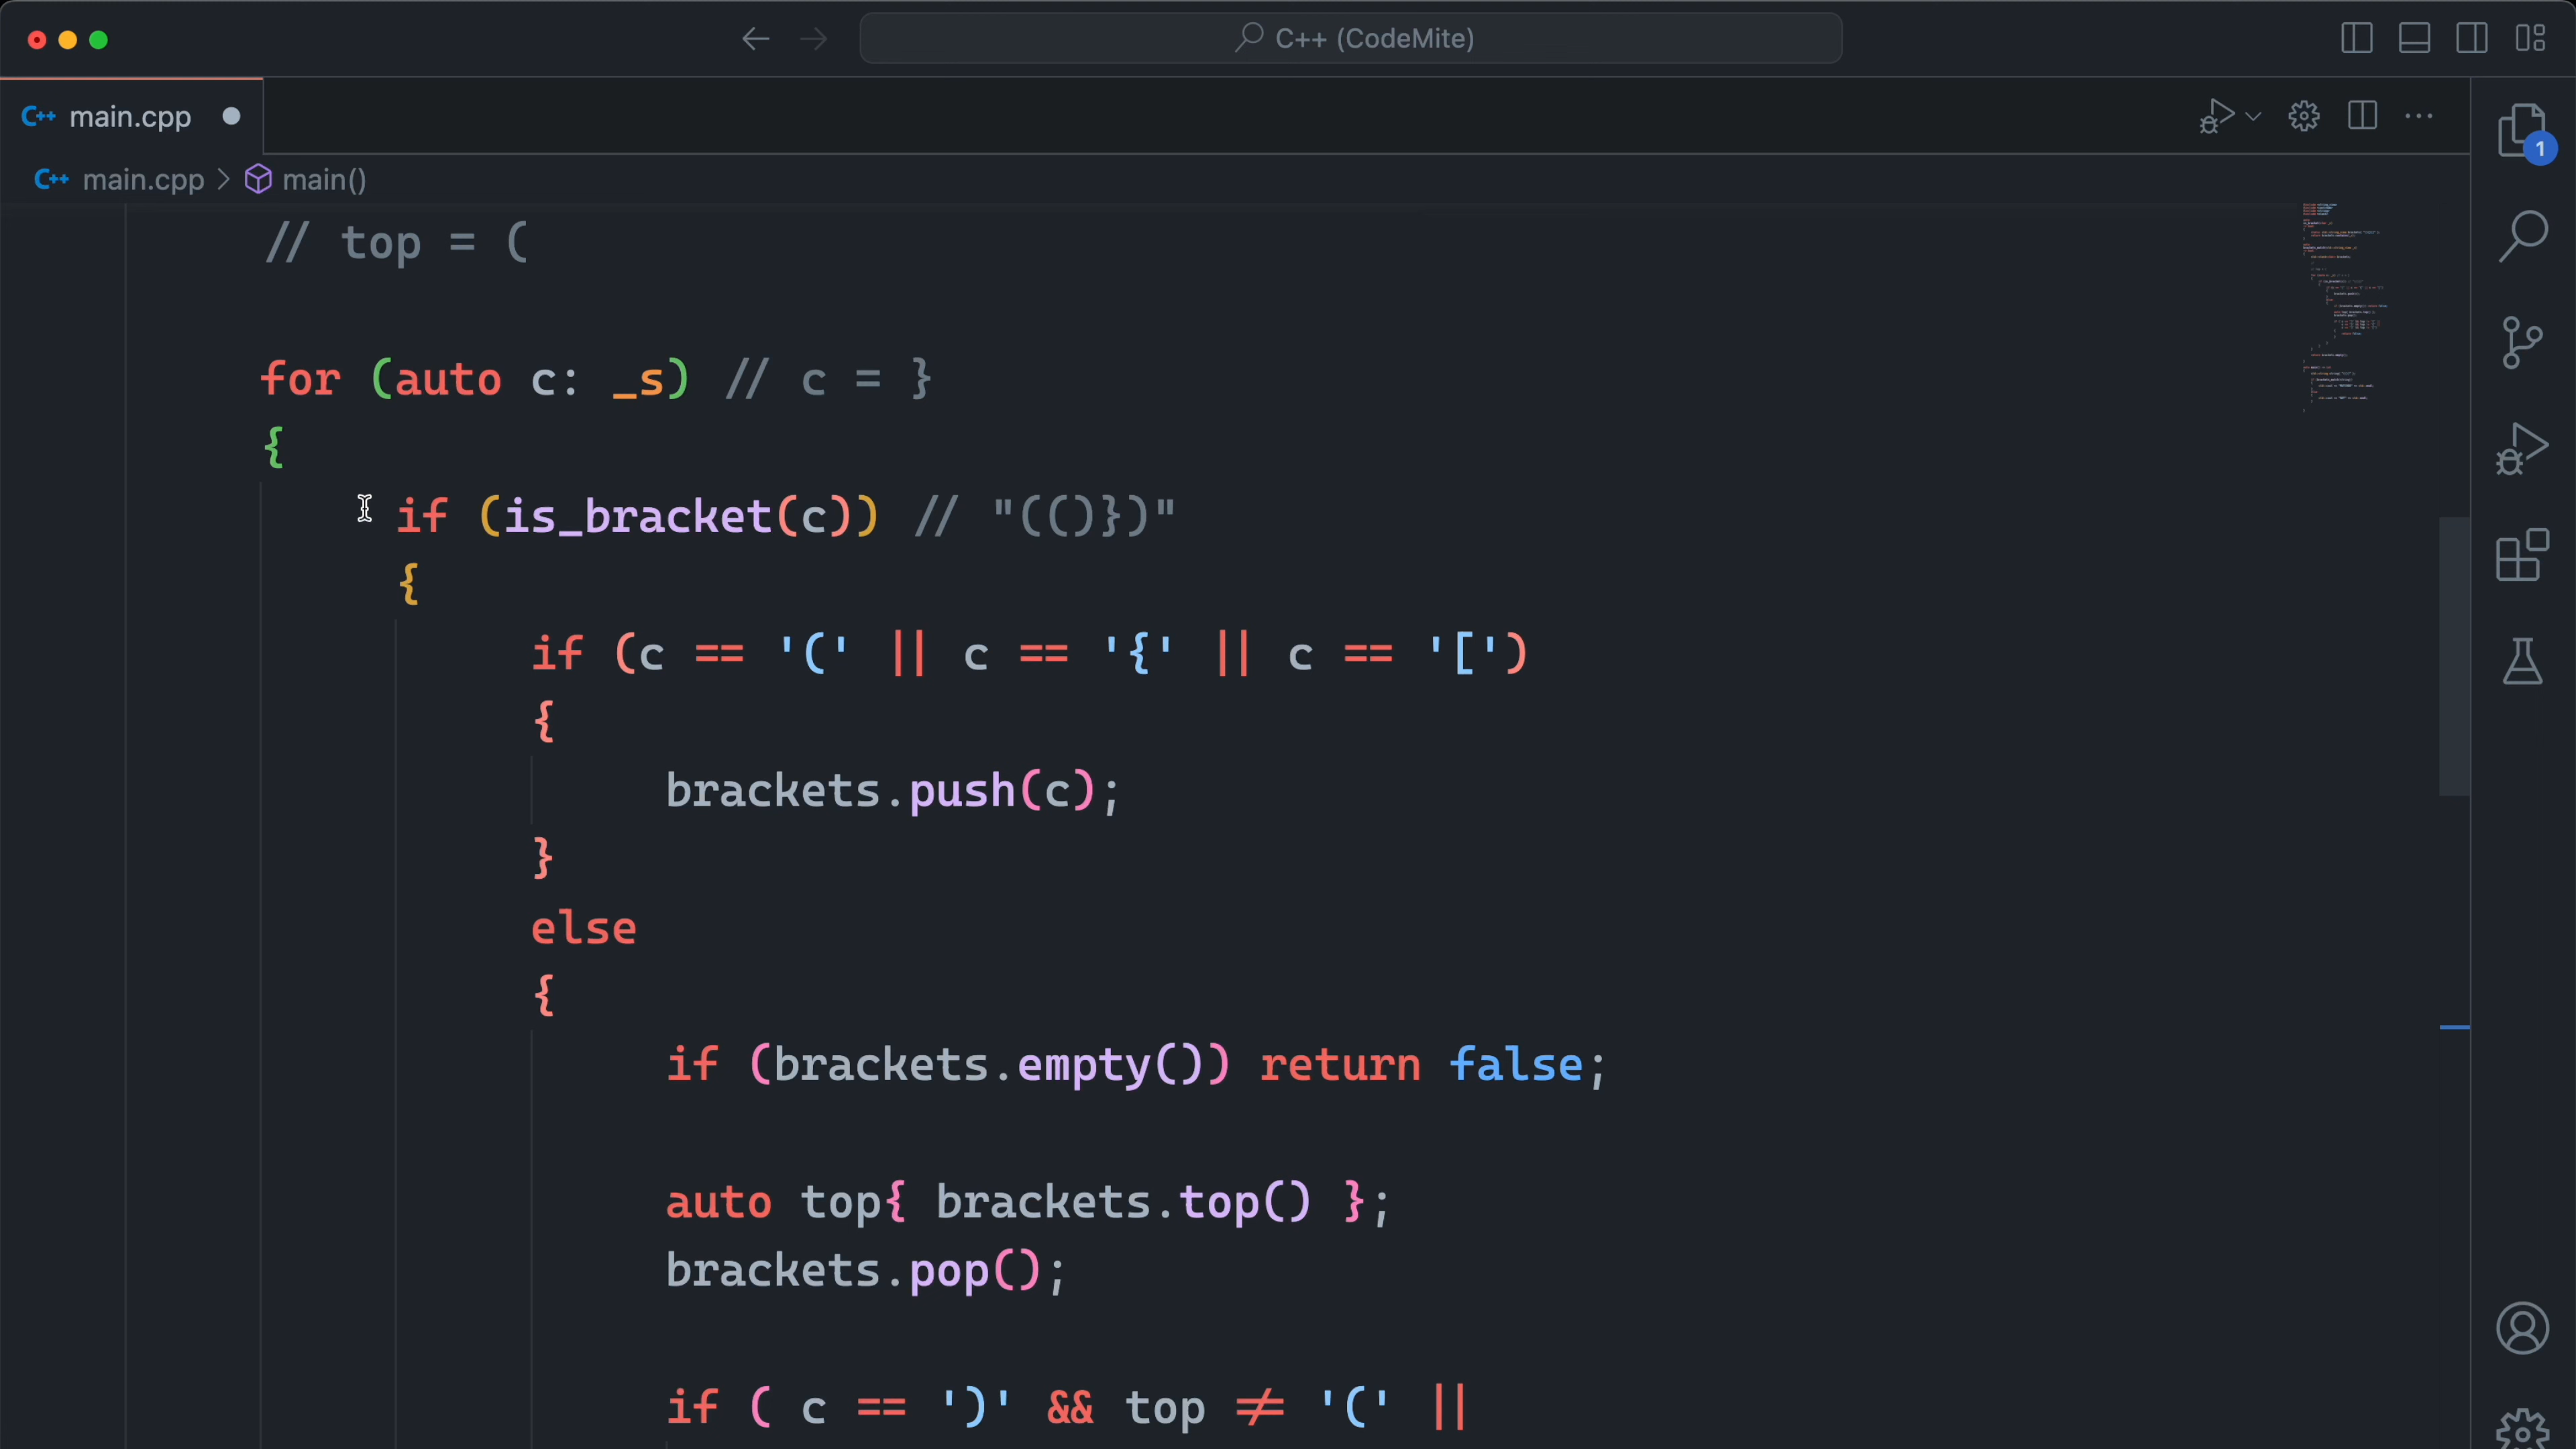 C++ (CodeMite)
C++ main.cpp
1
C++ main.cpp > main()
// top = (
for (auto c: _s) // c = }
{
if (is_bracket(c)) // "(()})"
{
if (c == '(' || c == '{' || c == '[')
{
brackets.push(c);
}
else
{
if (brackets.empty()) return false;
auto top{ brackets.top() };
brackets.pop();
if ( c == ')' && top != '(' ||